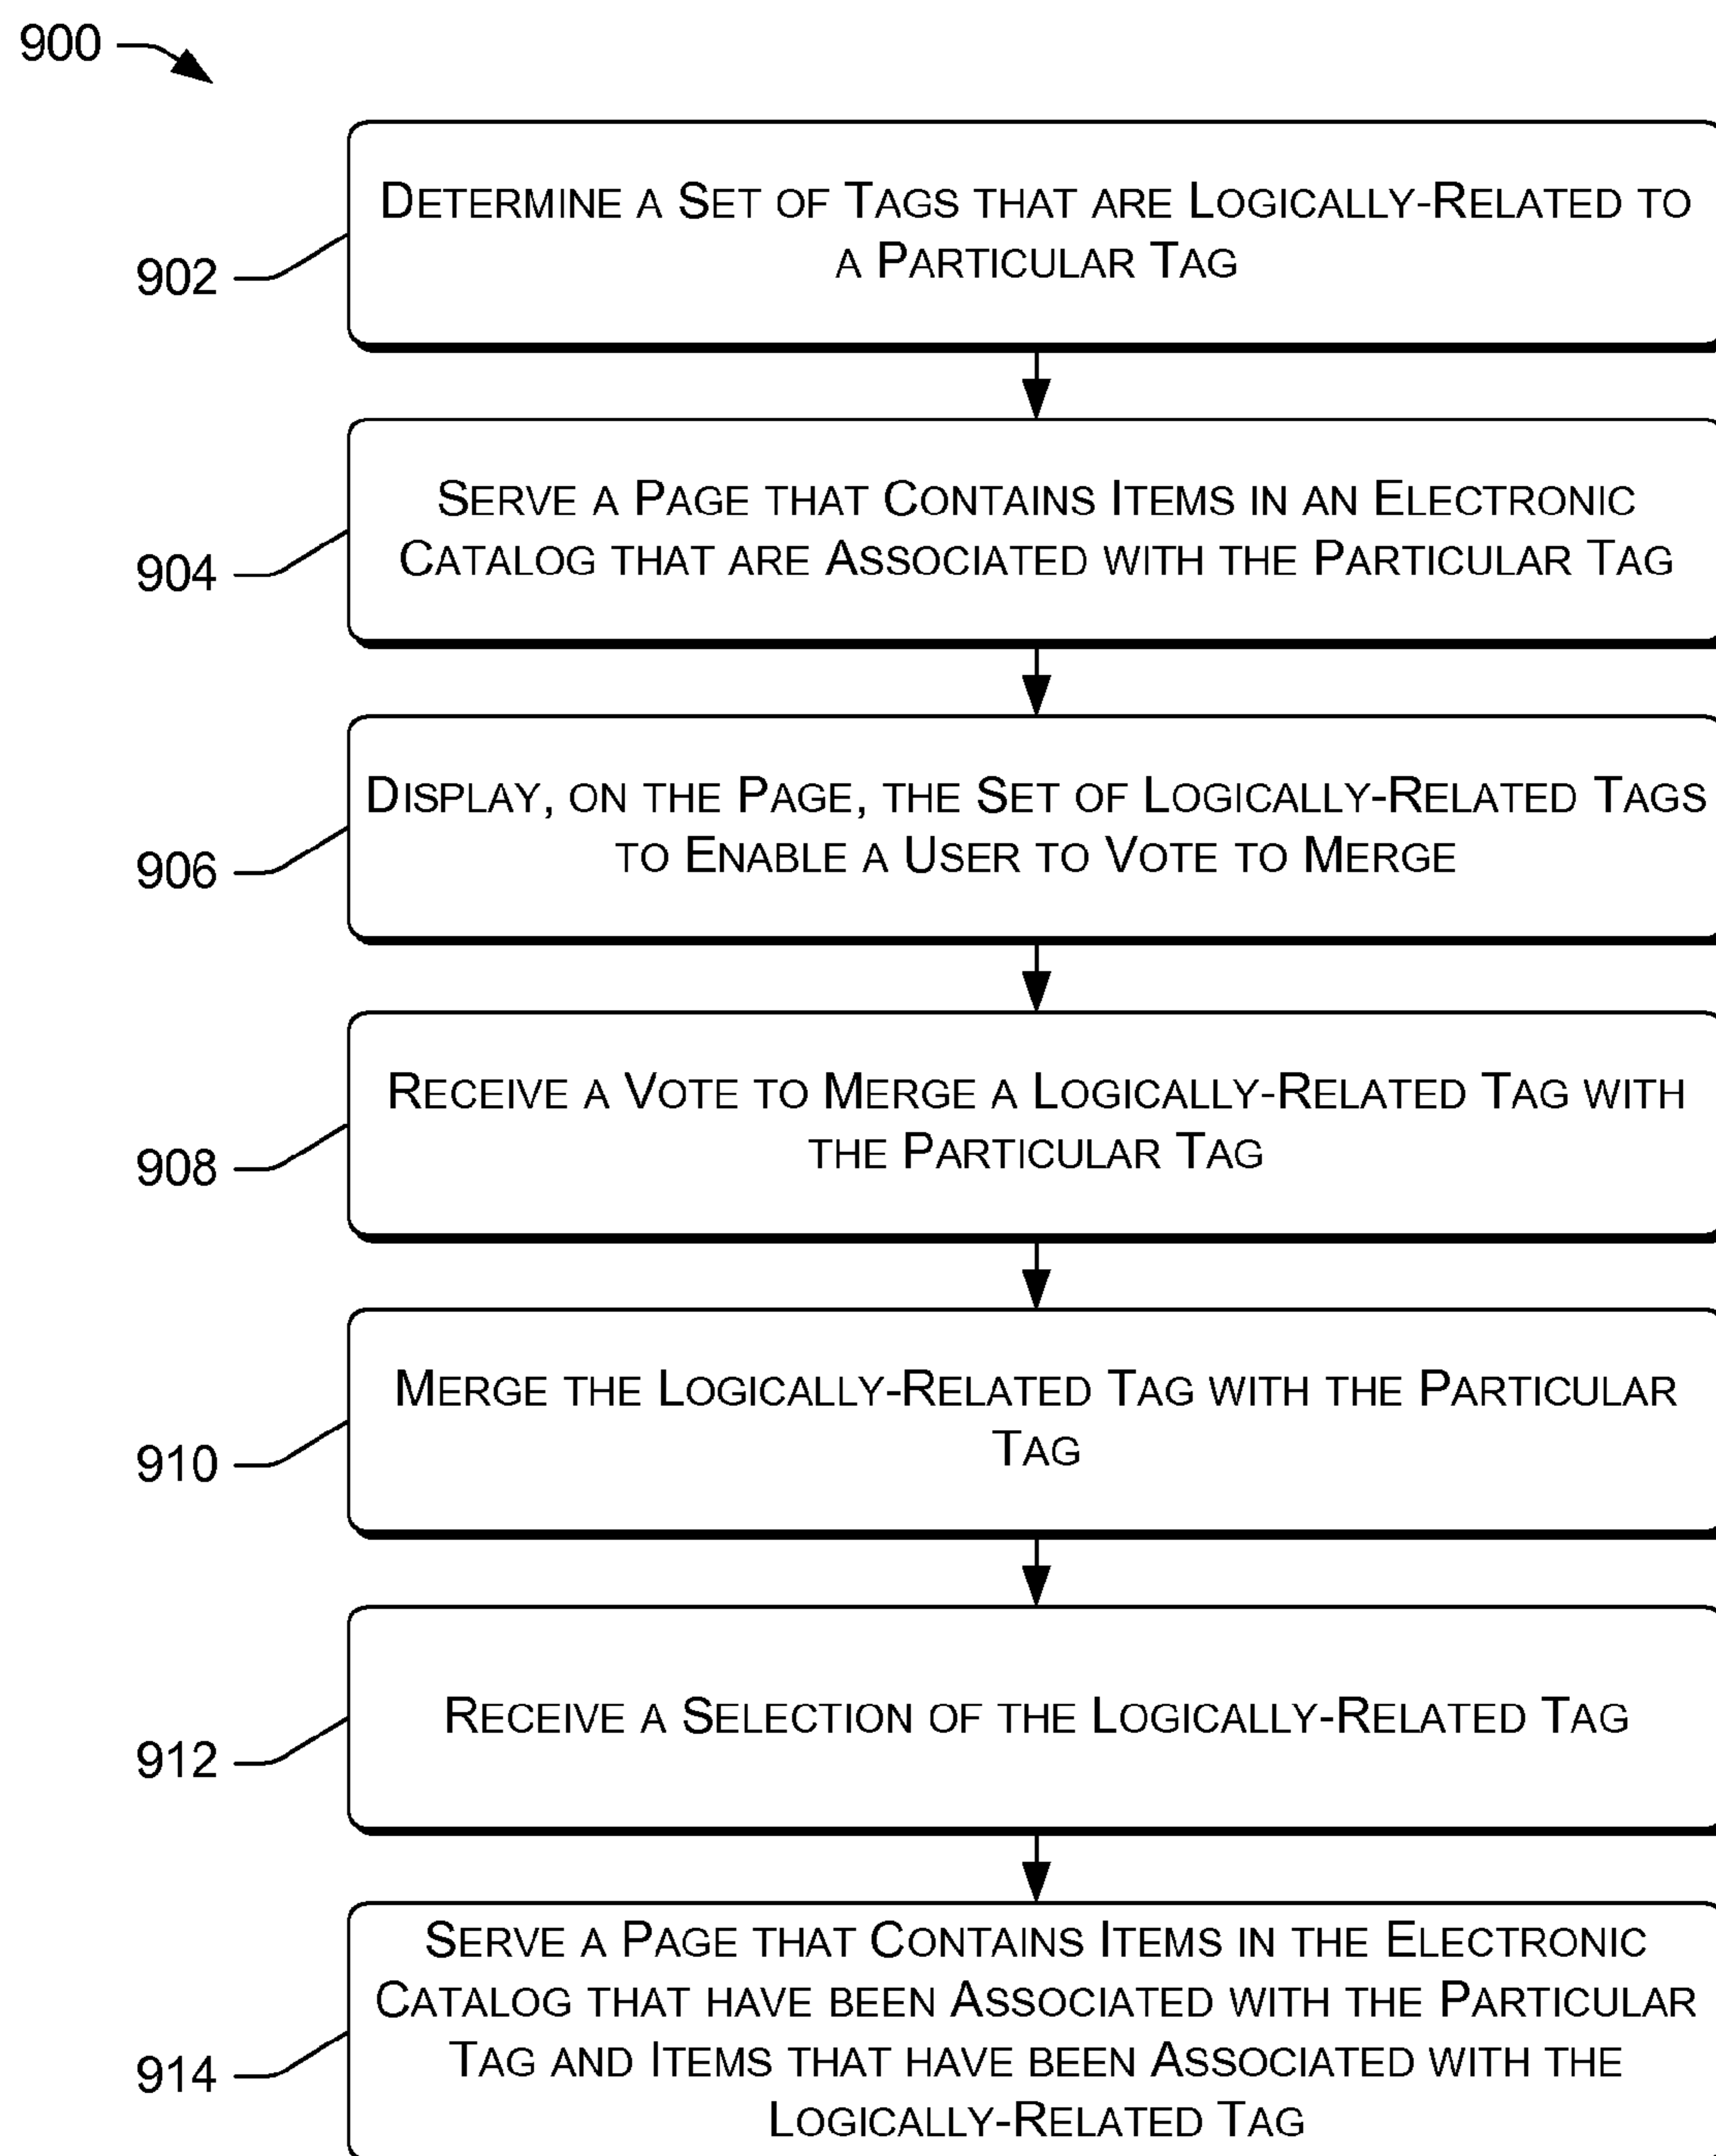 900
DETERMINE A SET OF TAGS THAT ARE LOGICALLY-RELATED TO
A PARTICULAR TAG
902
SERVE A PAGE THAT CONTAINS ITEMS IN AN ELECTRONIC
CATALOG THAT ARE ASSOCIATED WITH THE PARTICULAR TAG
904
DISPLAY, ON THE PAGE, THE SET OF LOGICALLY-RELATED TAGS
TO ENABLE A USER TO VOTE TO MERGE
906
RECEIVE A VOTE TO MERGE A LOGICALLY-RELATED TAG WITH
THE PARTICULAR TAG
908
MERGE THE LOGICALLY-RELATED TAG WITH THE PARTICULAR
TAG
910
RECEIVE A SELECTION OF THE LOGICALLY-RELATED TAG
912
SERVE A PAGE THAT CONTAINS ITEMS IN THE ELECTRONIC
CATALOG THAT HAVE BEEN ASSOCIATED WITH THE PARTICULAR
TAG AND ITEMS THAT HAVE BEEN ASSOCIATED WITH THE
LOGICALLY-RELATED TAG
914